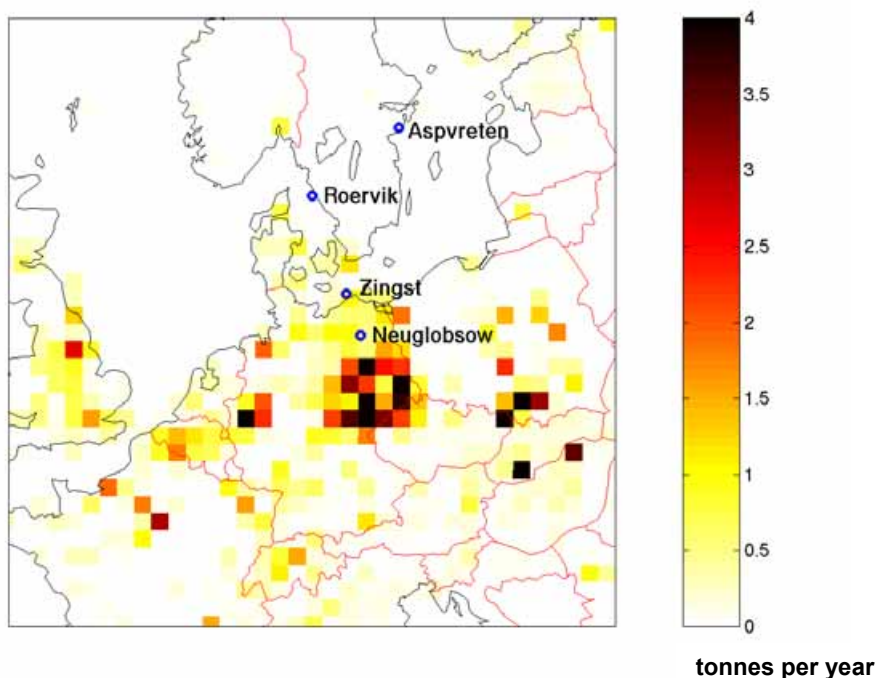 Aspvreten
Roervik
Zingst
Neuglobsow
4
3.5
3
2.5
2
1.5
1
0.5
0
tonnes per year